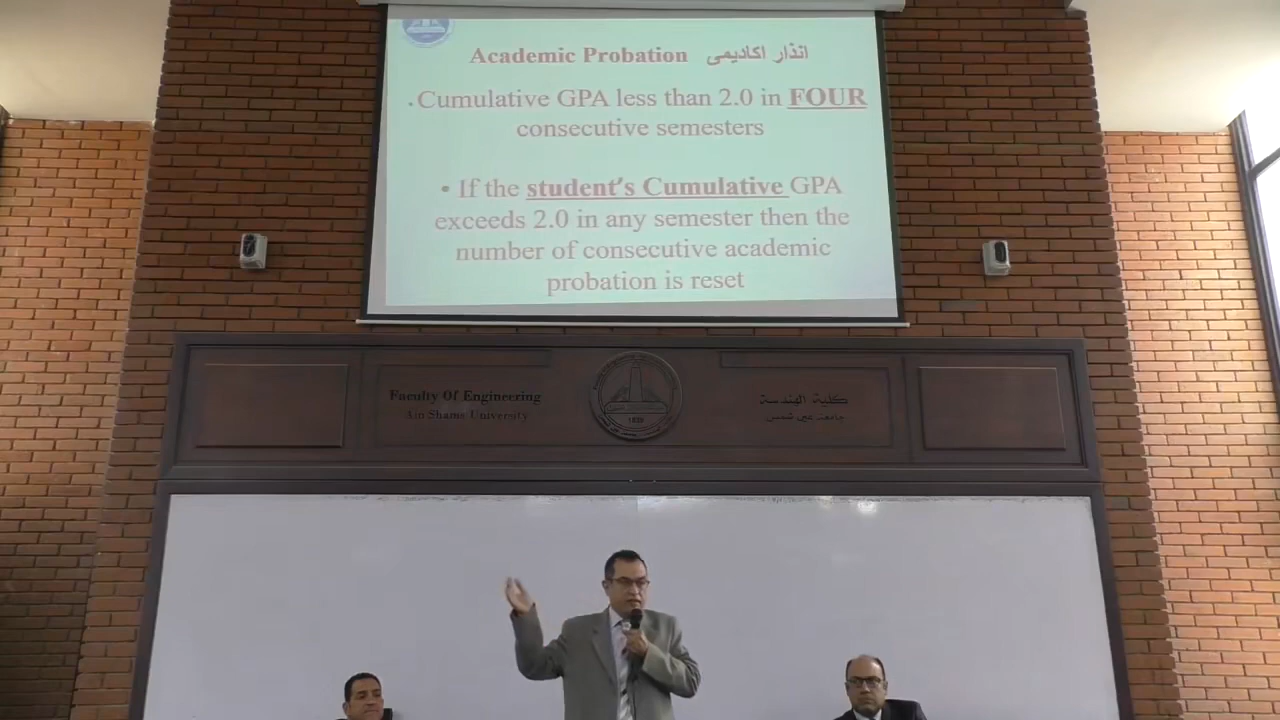 Academic Probation انذار اكاديمى
• Cumulative GPA less than 2.0 in FOUR
consecutive semesters
• If the student's Cumulative GPA
exceeds 2.0 in any semester then the
number of consecutive academic
probation is reset
Faculty Of Engineering
Ain Shams University
كلية الهندسة
جامعة عين شمس
1839